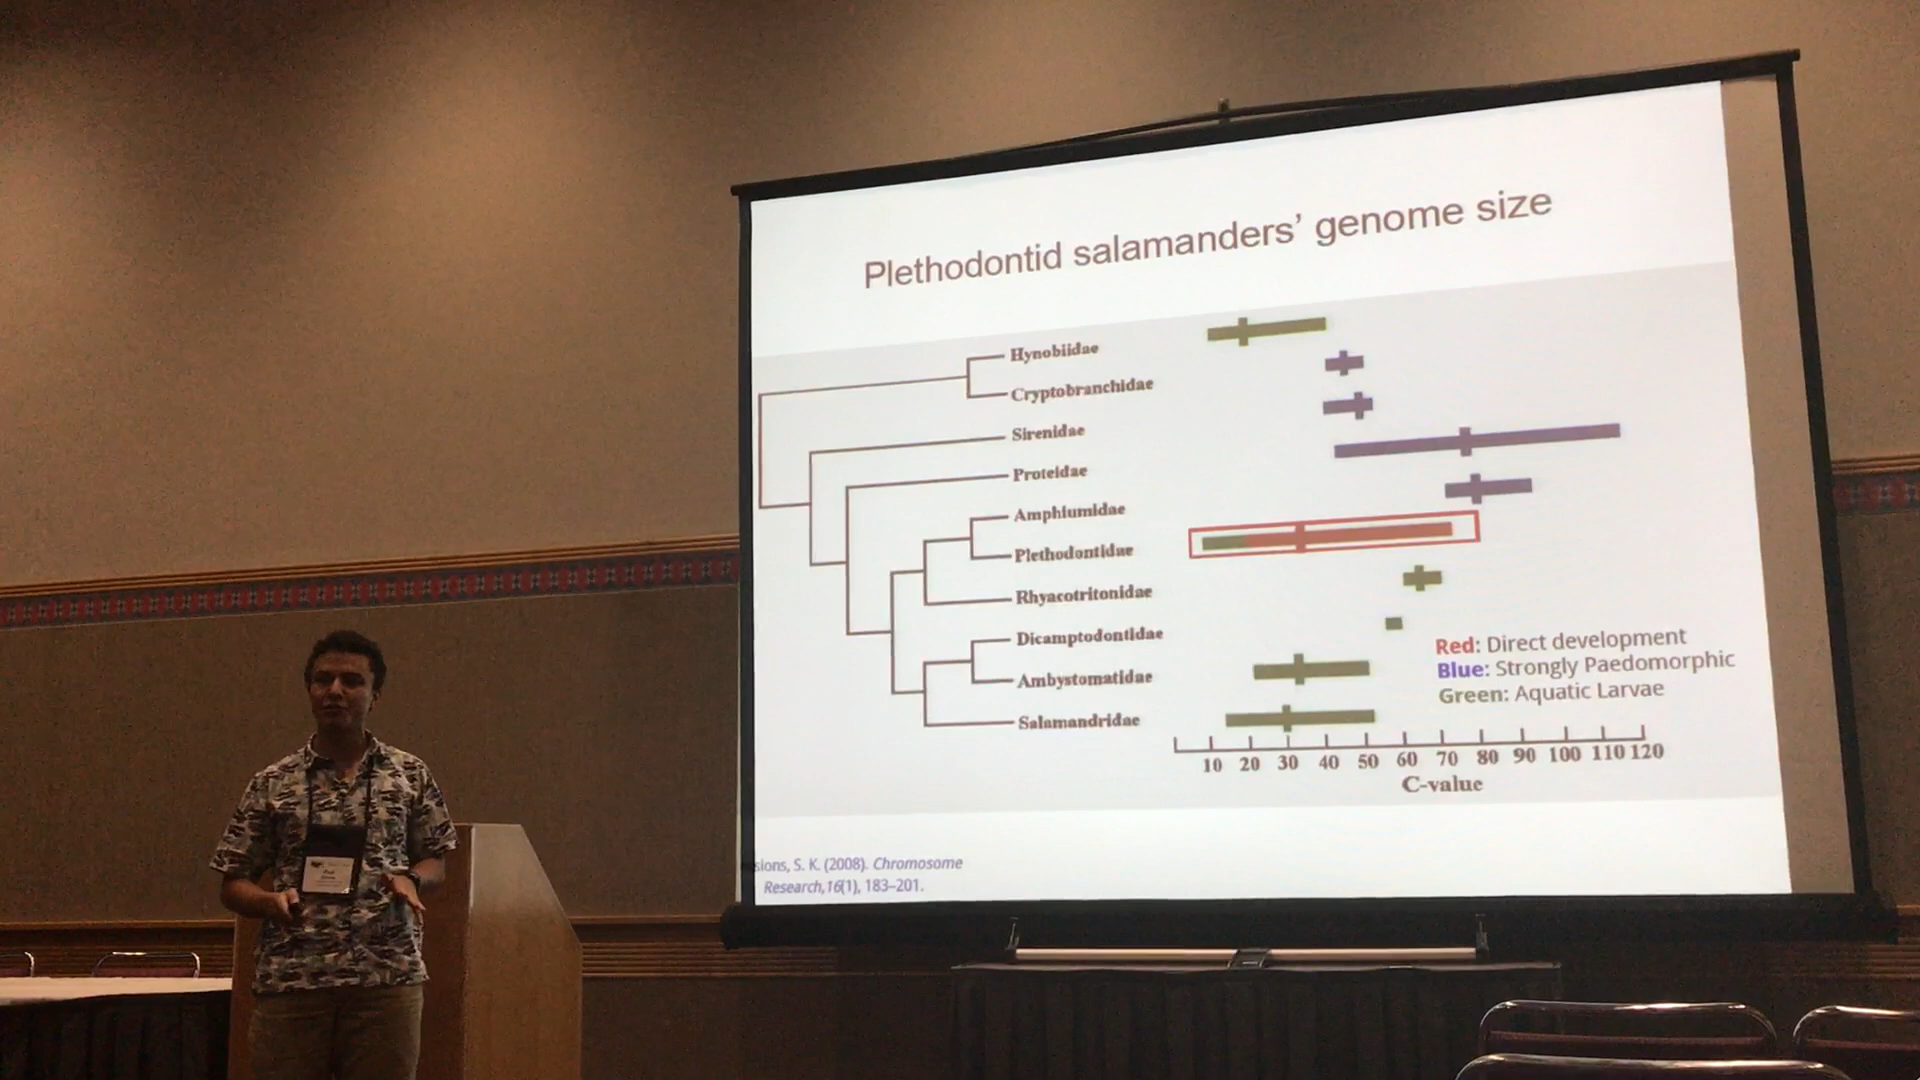 Plethodontid salamanders' genome size
Hynobiidae
Cryptobranchidae
Sirenidae
Proteidae
Amphiumidae
Plethodontidae
Rhyacotritonidae
Dicamptodontidae
Ambystomatidae
Salamandridae
Red: Direct development
Blue: Strongly Paedomorphic
Green: Aquatic Larvae
10 20 30 40 50 60 70 80 90 100 110 120
C-value
S. K. (2008). Chromosome
Research, 16(1), 183–201.